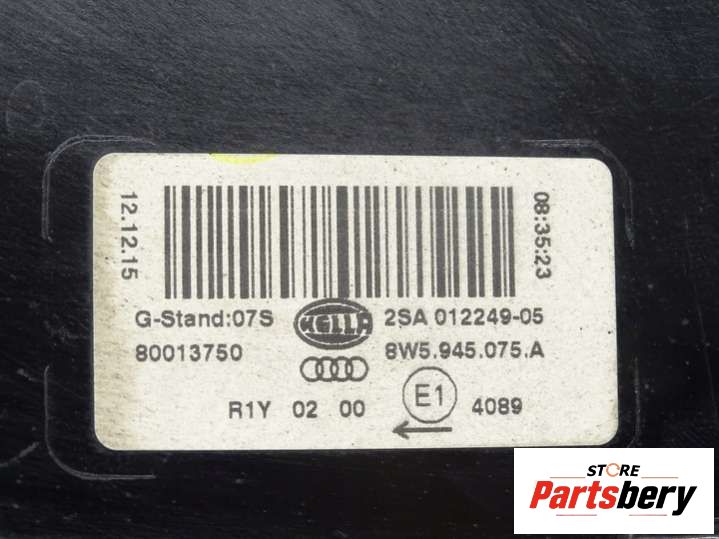 12.12.15
08:35:23
G-Stand:07S HELLA 2SA 012249-05
80013750 8W5.945.075.A
R1Y 02 00 E1 4089
STORE
Partsbery